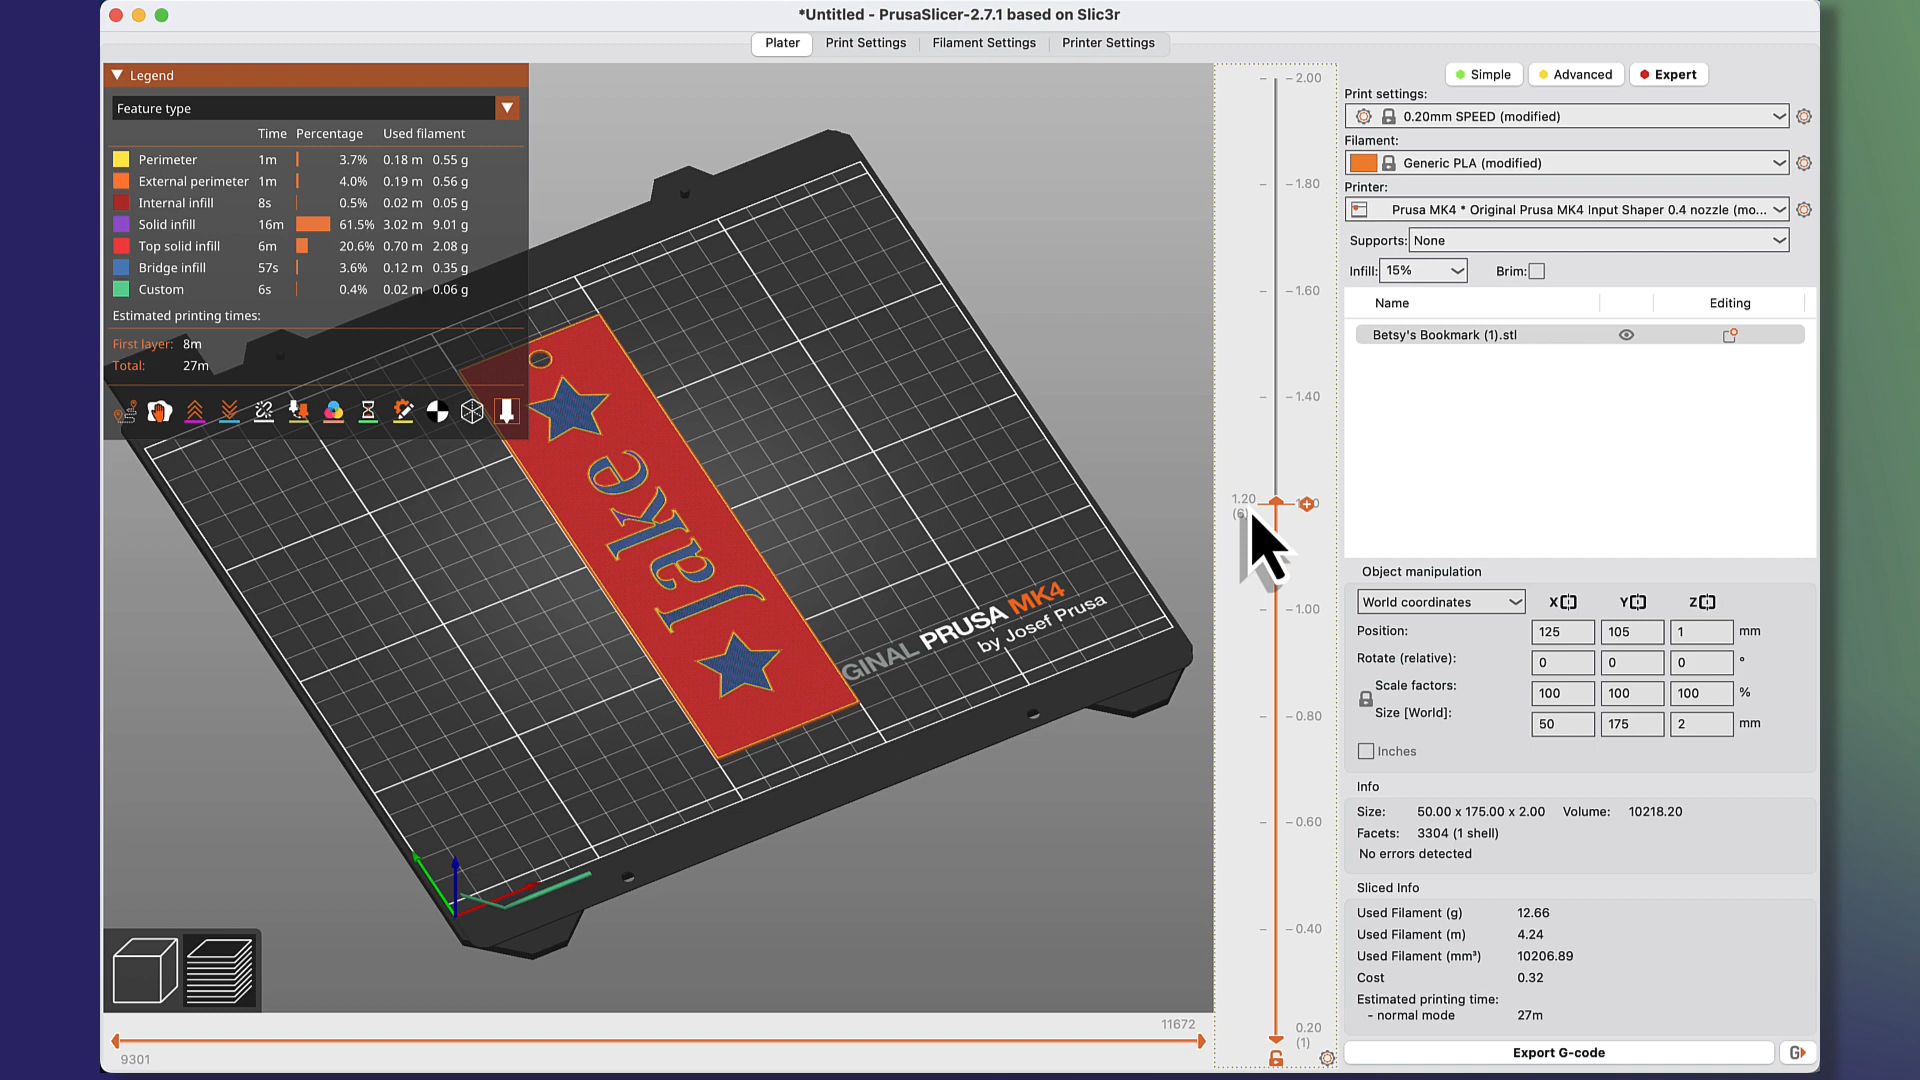 *Untitled - PrusaSlicer-2.7.1 based on Slic3r
Plater Print Settings Filament Settings Printer Settings
Legend
Feature type
Time Percentage Used filament
Perimeter 1m 3.7% 0.18 m 0.55 g
External perimeter 1m 4.0% 0.19 m 0.56 g
Internal infill 8s 0.5% 0.02 m 0.05 g
Solid infill 16m 61.5% 3.02 m 9.01 g
Top solid infill 6m 20.6% 0.70 m 2.08 g
Bridge infill 57s 3.6% 0.12 m 0.35 g
Custom 6s 0.4% 0.02 m 0.06 g
Estimated printing times:
First layer: 8m
Total: 27m
Jake
GINAL PRUSA MK4
by Josef Prusa
9301
11672
2.00
1.80
1.60
1.40
1.20
(6)
1.00
0.80
0.60
0.40
0.20
(1)
Simple Advanced Expert
Print settings:
0.20mm SPEED (modified)
Filament:
Generic PLA (modified)
Printer:
Prusa MK4 * Original Prusa MK4 Input Shaper 0.4 nozzle (mo...
Supports: None
Infill: 15% Brim:
Name Editing
Betsy's Bookmark (1).stl
Object manipulation
World coordinates X Y Z
Position: 125 105 1 mm
Rotate (relative): 0 0 0 °
Scale factors: 100 100 100 %
Size [World]: 50 175 2 mm
Inches
Info
Size: 50.00 x 175.00 x 2.00 Volume: 10218.20
Facets: 3304 (1 shell)
No errors detected
Sliced Info
Used Filament (g) 12.66
Used Filament (m) 4.24
Used Filament (mm³) 10206.89
Cost 0.32
Estimated printing time:
- normal mode 27m
Export G-code G